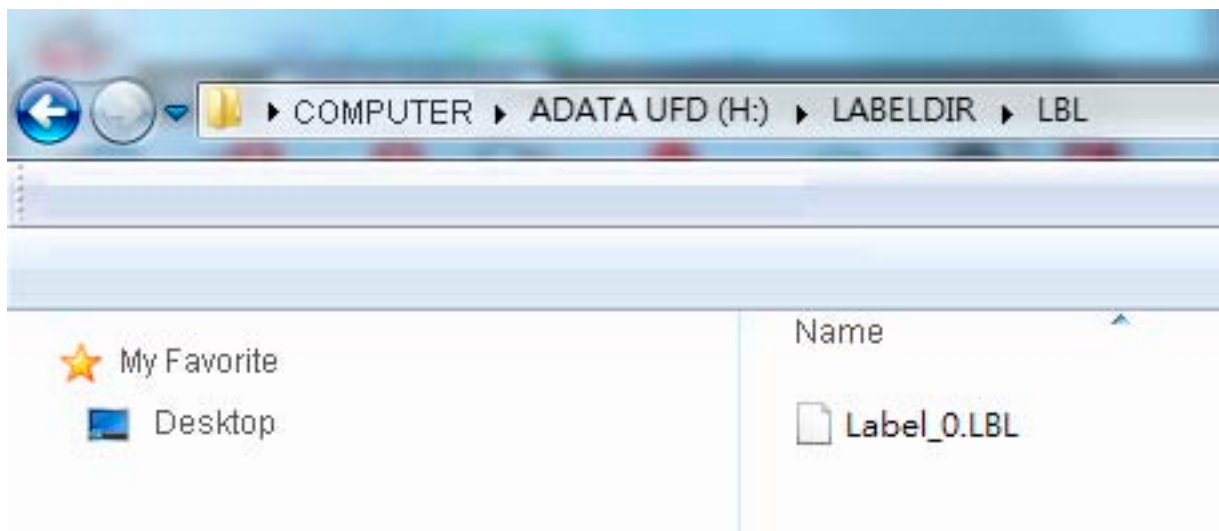 COMPUTER ADATA UFD (H:) LABELDIR LBL
My Favorite
Desktop
Name
Label_0.LBL